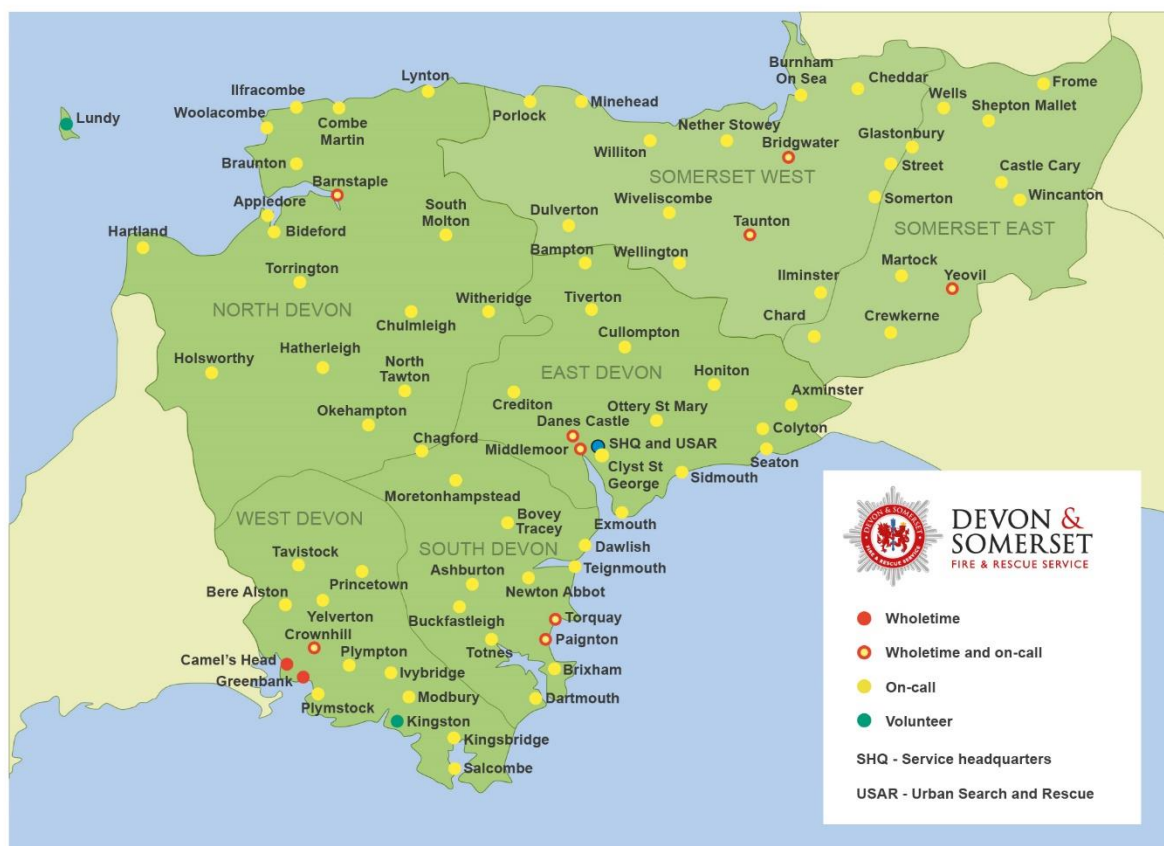 Lundy
Ilfracombe
Woolacombe
Lynton
Combe
Martin
Braunton
Barnstaple
Appledore
Bideford
Hartland
Torrington
South
Molton
NORTH DEVON
Chulmleigh
Witheridge
Holsworthy
Hatherleigh
North
Tawton
Okehampton
Chagford
Porlock
Minehead
Williton
Nether Stowey
Burnham
On Sea
Bridgwater
SOMERSET WEST
Wiveliscombe
Dulverton
Taunton
Bampton
Wellington
Ilminster
Chard
Cheddar
Wells
Frome
Shepton Mallet
Glastonbury
Street
Castle Cary
Somerton
Wincanton
SOMERSET EAST
Martock
Yeovil
Crewkerne
Tiverton
Cullompton
EAST DEVON
Honiton
Axminster
Crediton
Ottery St Mary
Danes Castle
Colyton
Middlemoor
SHQ and USAR
Clyst St
George
Seaton
Sidmouth
Exmouth
Moretonhampstead
Bovey
Tracey
WEST DEVON
SOUTH DEVON
Dawlish
Teignmouth
Tavistock
Princetown
Ashburton
Newton Abbot
Bere Alston
Yelverton
Buckfastleigh
Torquay
Crownhill
Paignton
Totnes
Camel's Head
Plympton
Ivybridge
Brixham
Greenbank
Plymstock
Modbury
Dartmouth
Kingston
Kingsbridge
Salcombe
DEVON & SOMERSET
FIRE & RESCUE SERVICE
DEVON &
SOMERSET
FIRE & RESCUE SERVICE
Wholetime
Wholetime and on-call
On-call
Volunteer
SHQ - Service headquarters
USAR - Urban Search and Rescue